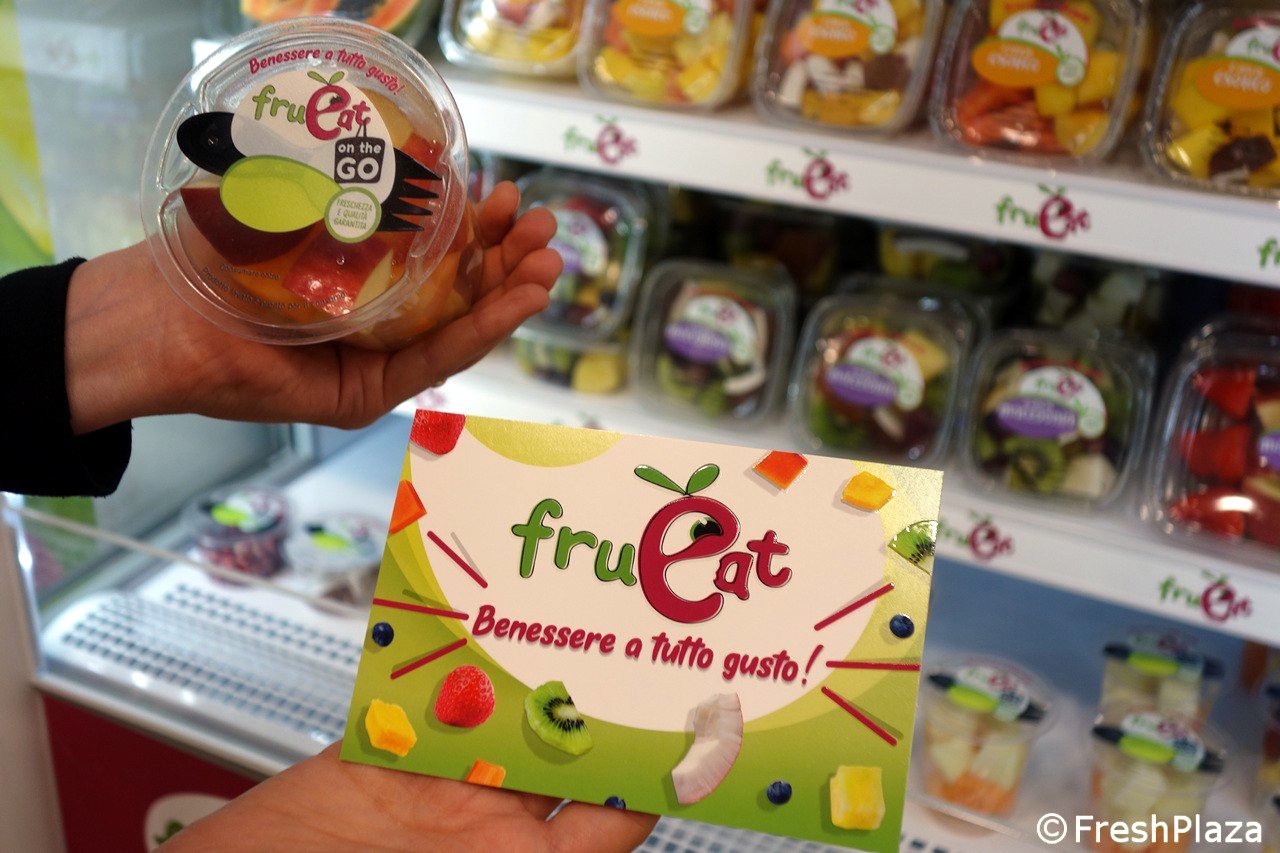 Benessere a tutto gusto!
frueat
on the
GO
FRESCHEZZA
E QUALITÀ
GARANTITA
frueat
frueat
frueat
frueat
Benessere a tutto gusto!
frueat
frueat
©FreshPlaza